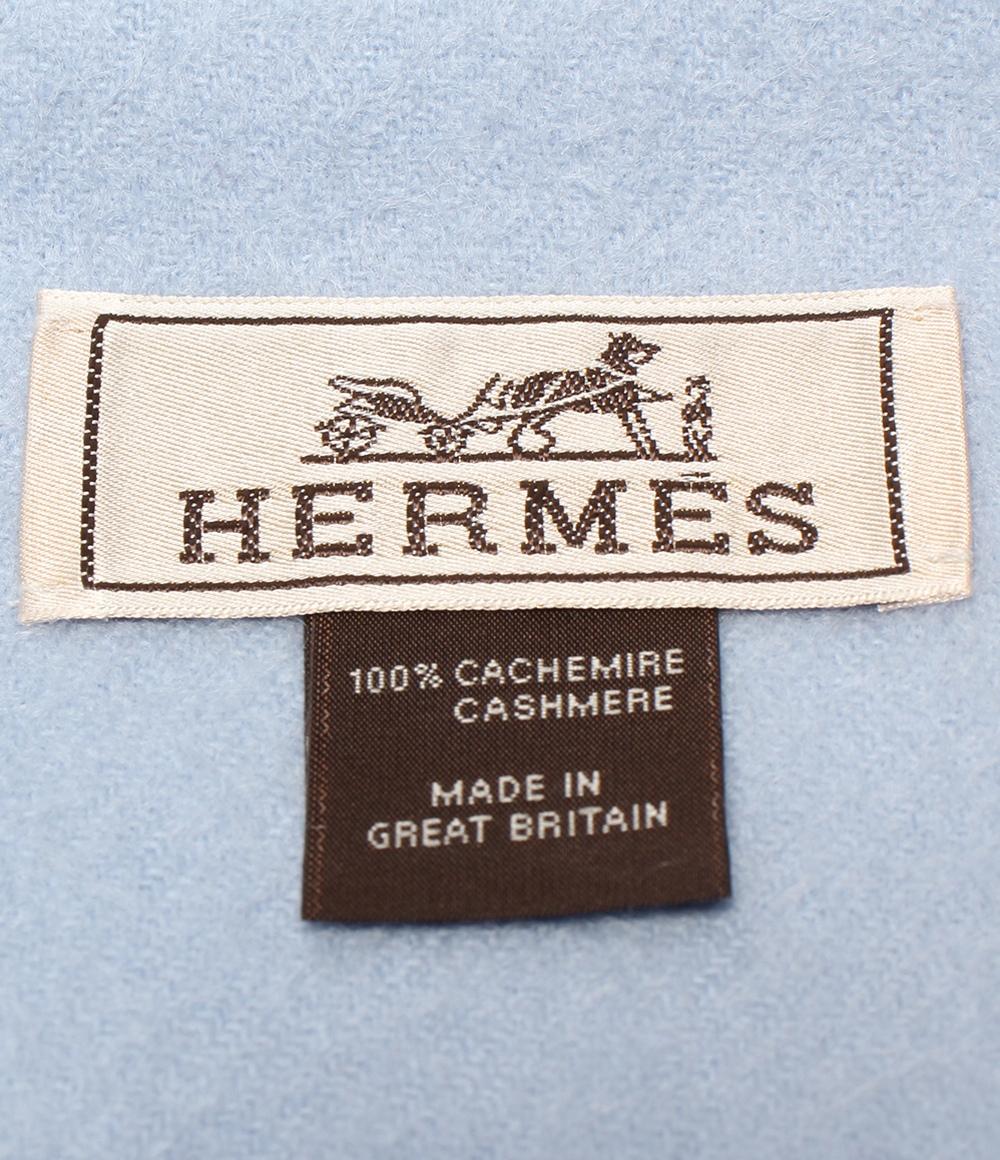 HERMÈS
100% CACHEMIRE
CASHMERE
MADE IN
GREAT BRITAIN